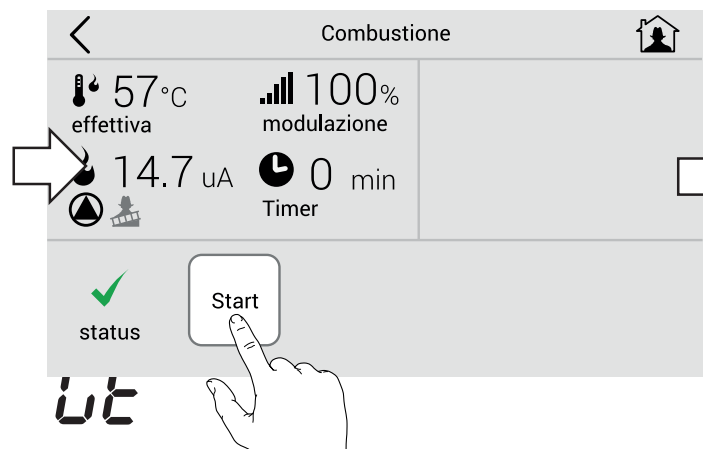 Combustione
57°C
effettiva
100%
modulazione
14.7 uA
0 min
Timer
status
Start